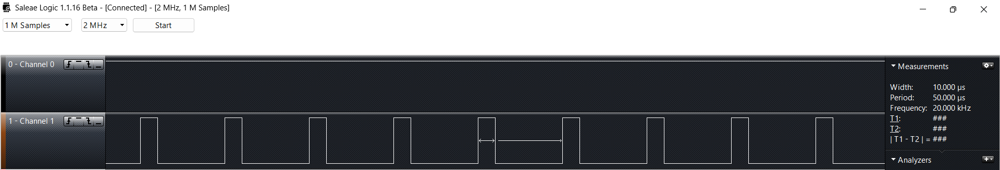 Saleae Logic 1.1.16 Beta - [Connected] - [2 MHz, 1 M Samples]
1 M Samples 2 MHz Start
0 - Channel 0
Measurements
Width: 10.000 µs
Period: 50.000 µs
Frequency: 20.000 kHz
1 - Channel 1
T1: ###
T2: ###
| T1 - T2 | = ###
Analyzers